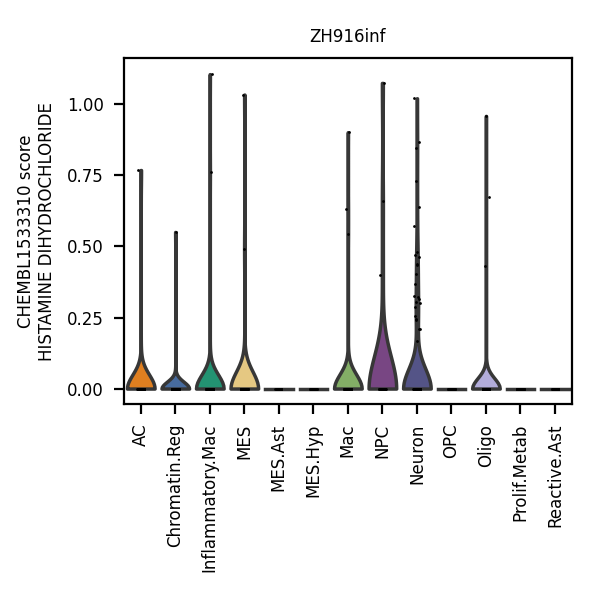 ZH916inf
CHEMBL1533310 score
HISTAMINE DIHYDROCHLORIDE
1.00
0.75
0.50
0.25
0.00
AC
Chromatin.Reg
Inflammatory.Mac
MES
MES.Ast
MES.Hyp
Mac
NPC
Neuron
OPC
Oligo
Prolif.Metab
Reactive.Ast